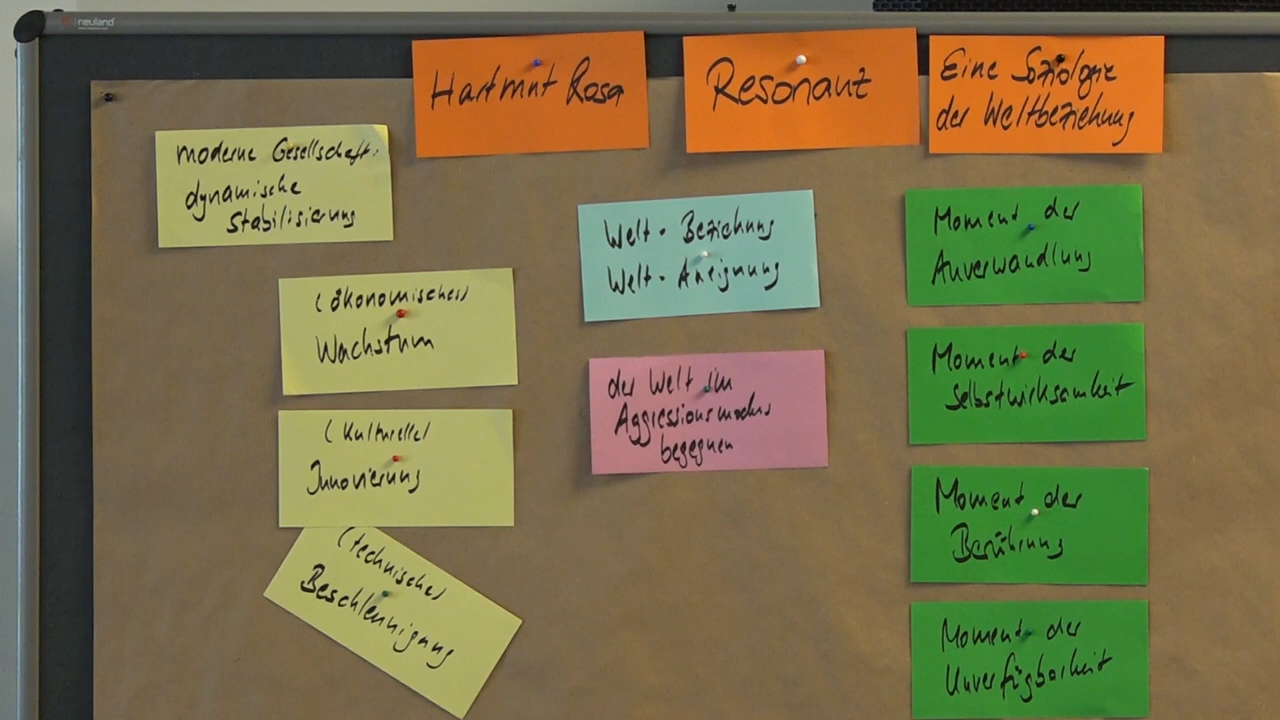 neuland
Hartmut Rosa
Resonanz
Eine Soziologie
der Weltbeziehung
moderne Gesellschaft:
dynamische
Stabilisierung
(ökonomisches)
Wachstum
(kulturelle)
Innovierung
(technische)
Beschleunigung
Welt - Beziehung
Welt - Aneignung
der Welt im
Aggressionsmodus
begegnen
Moment der
Anverwandlung
Moment der
Selbstwirksamkeit
Moment der
Berührung
Moment der
Unverfügbarkeit